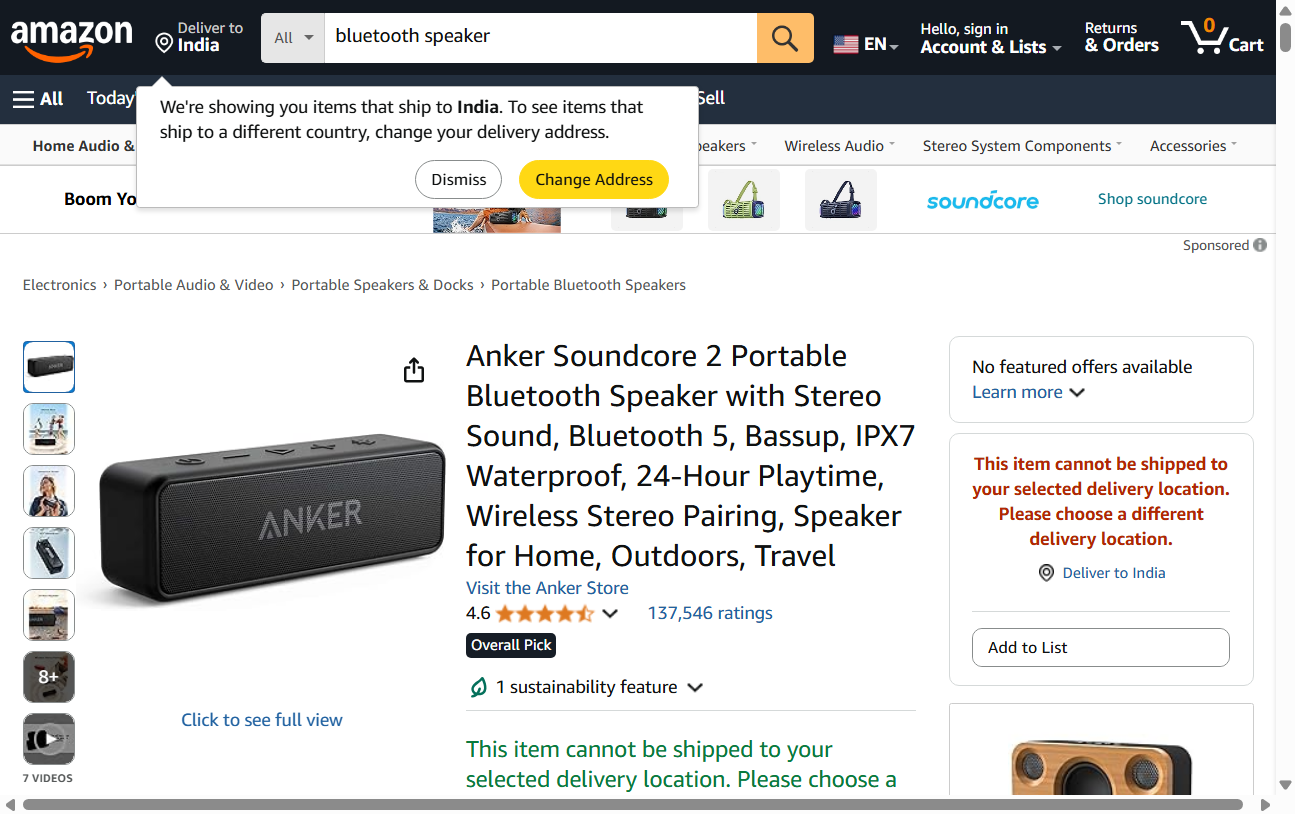 amazon
Deliver to
India
All
bluetooth speaker
EN
Hello, sign in
Account & Lists
Returns
& Orders
0
Cart
All
Today
Sell
We're showing you items that ship to India. To see items that
ship to a different country, change your delivery address.
Dismiss
Change Address
Home Audio &
Wireless Audio
Stereo System Components
Accessories
Boom Yo
soundcore
Shop soundcore
Sponsored
Electronics › Portable Audio & Video › Portable Speakers & Docks › Portable Bluetooth Speakers
Anker Soundcore 2 Portable
Bluetooth Speaker with Stereo
Sound, Bluetooth 5, Bassup, IPX7
Waterproof, 24-Hour Playtime,
Wireless Stereo Pairing, Speaker
for Home, Outdoors, Travel
Visit the Anker Store
4.6
137,546 ratings
Overall Pick
1 sustainability feature
This item cannot be shipped to your
selected delivery location. Please choose a
ANKER
8+
7 VIDEOS
Click to see full view
No featured offers available
Learn more
This item cannot be shipped to
your selected delivery location.
Please choose a different
delivery location.
Deliver to India
Add to List